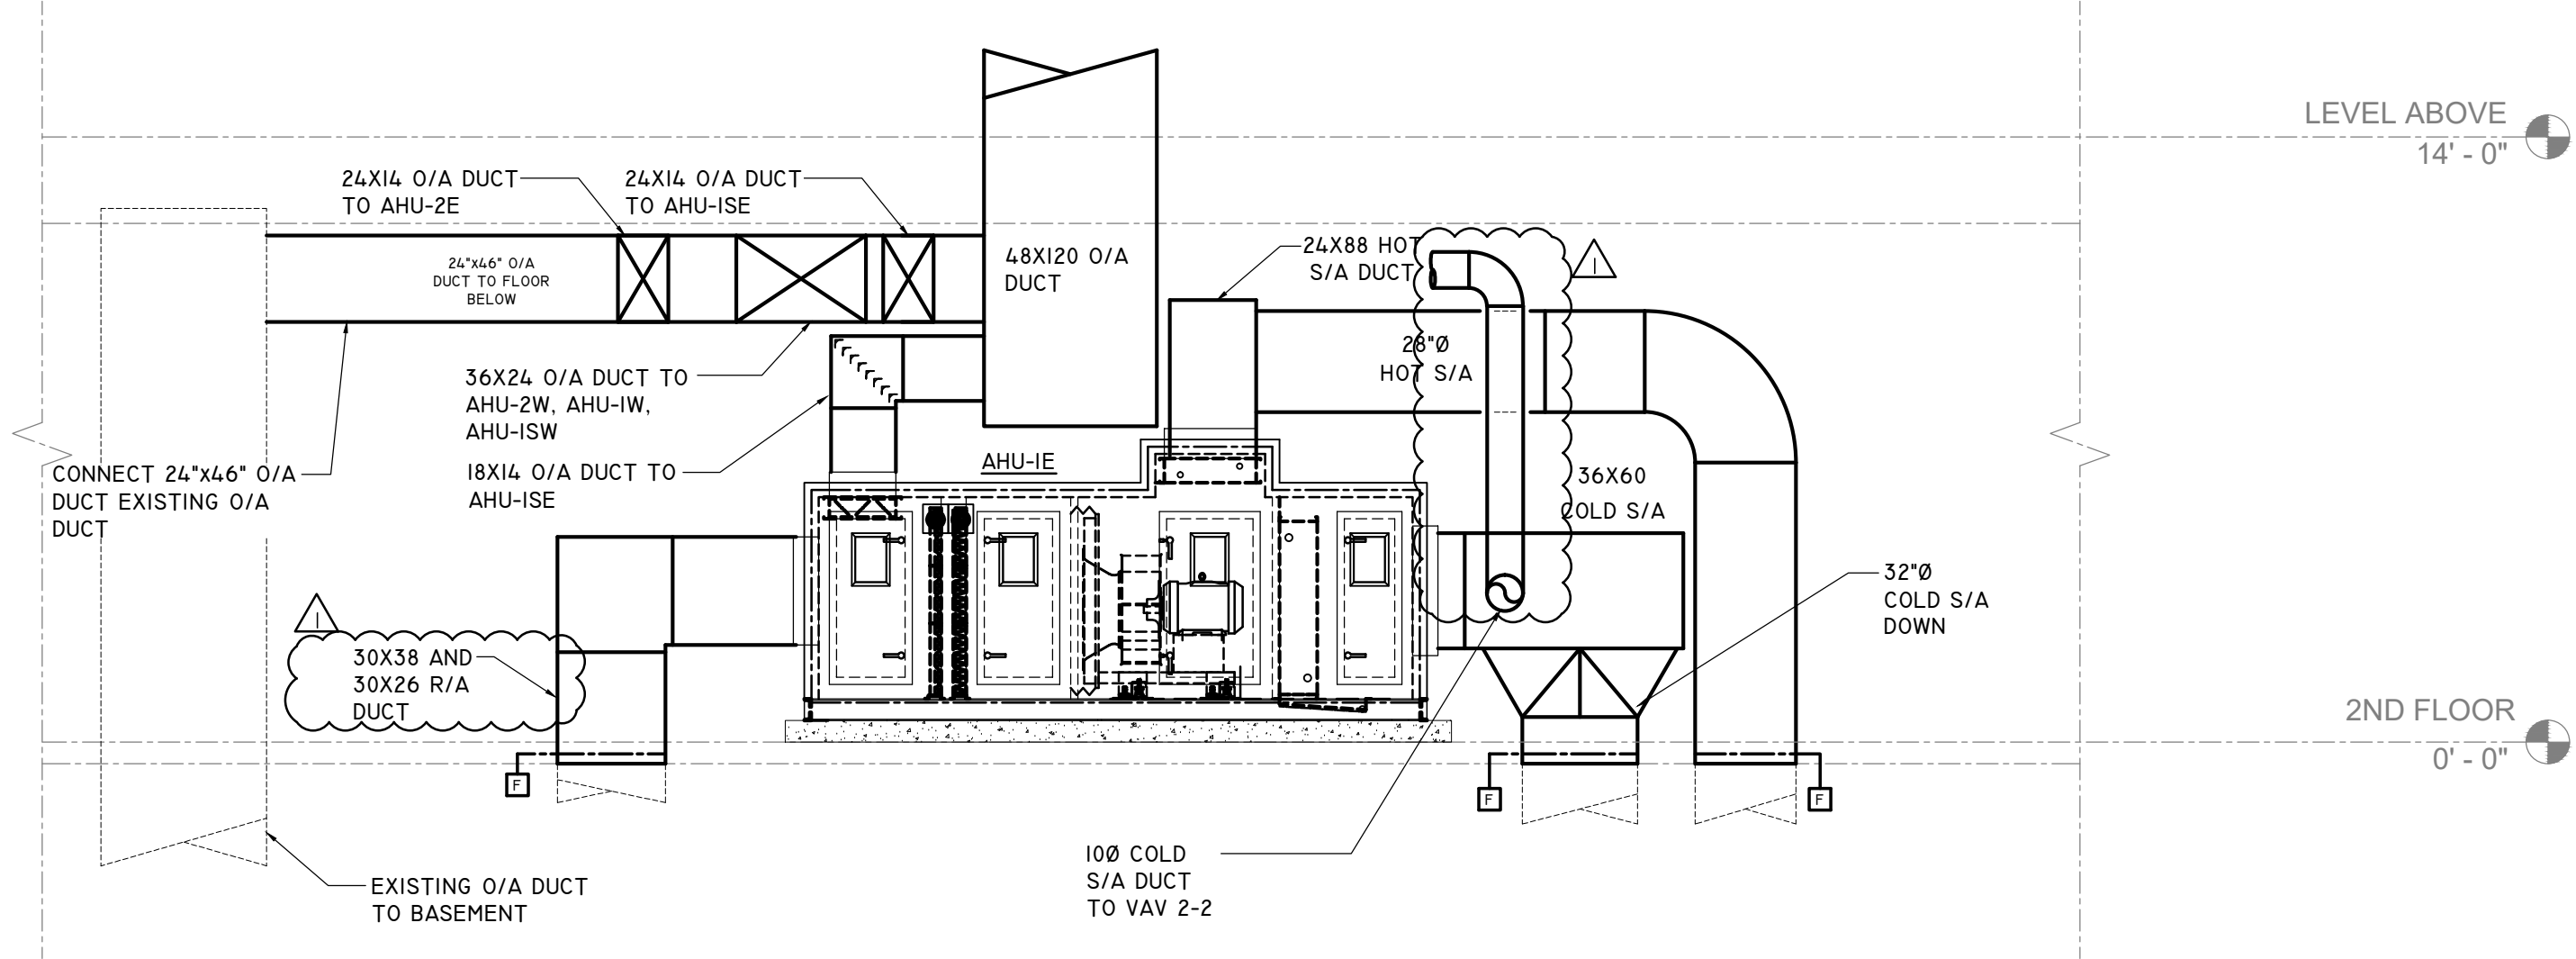 LEVEL ABOVE
14' - 0"
24X14 O/A DUCT
TO AHU-2E
24X14 O/A DUCT
TO AHU-1SE
48X120 O/A
DUCT
24X88 HOT
S/A DUCT
1
24"x46" O/A
DUCT TO FLOOR
BELOW
28"Ø
HOT S/A
36X24 O/A DUCT TO
AHU-2W, AHU-1W,
AHU-1SW
18X14 O/A DUCT TO
AHU-1SE
AHU-1E
CONNECT 24"x46" O/A
DUCT EXISTING O/A
DUCT
36X60
COLD S/A
32"Ø
COLD S/A
DOWN
1
30X38 AND
30X26 R/A
DUCT
2ND FLOOR
0' - 0"
F
F
F
10Ø COLD
S/A DUCT
TO VAV 2-2
EXISTING O/A DUCT
TO BASEMENT